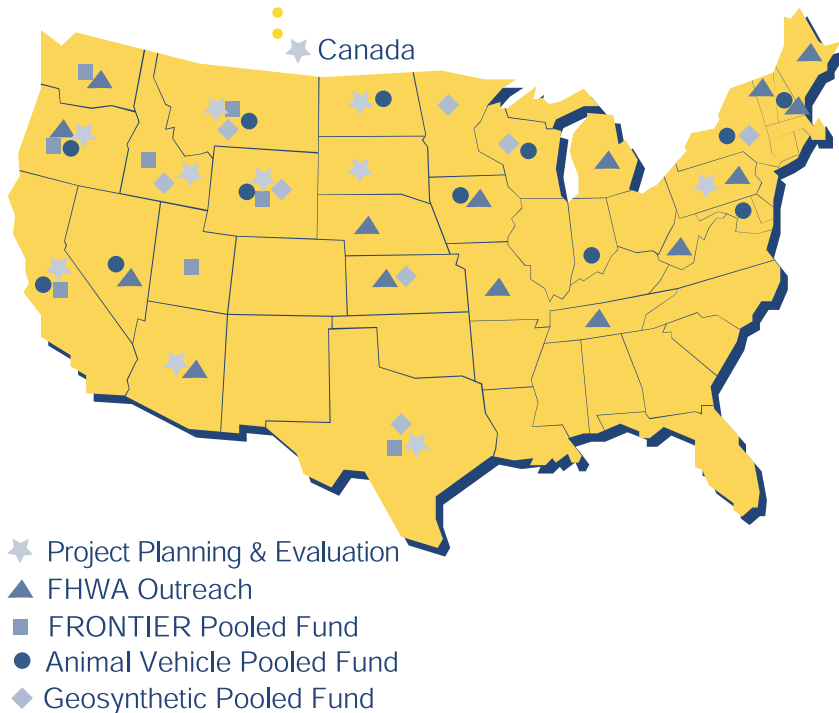 Canada
Project Planning & Evaluation
FHWA Outreach
FRONTIER Pooled Fund
Animal Vehicle Pooled Fund
Geosynthetic Pooled Fund